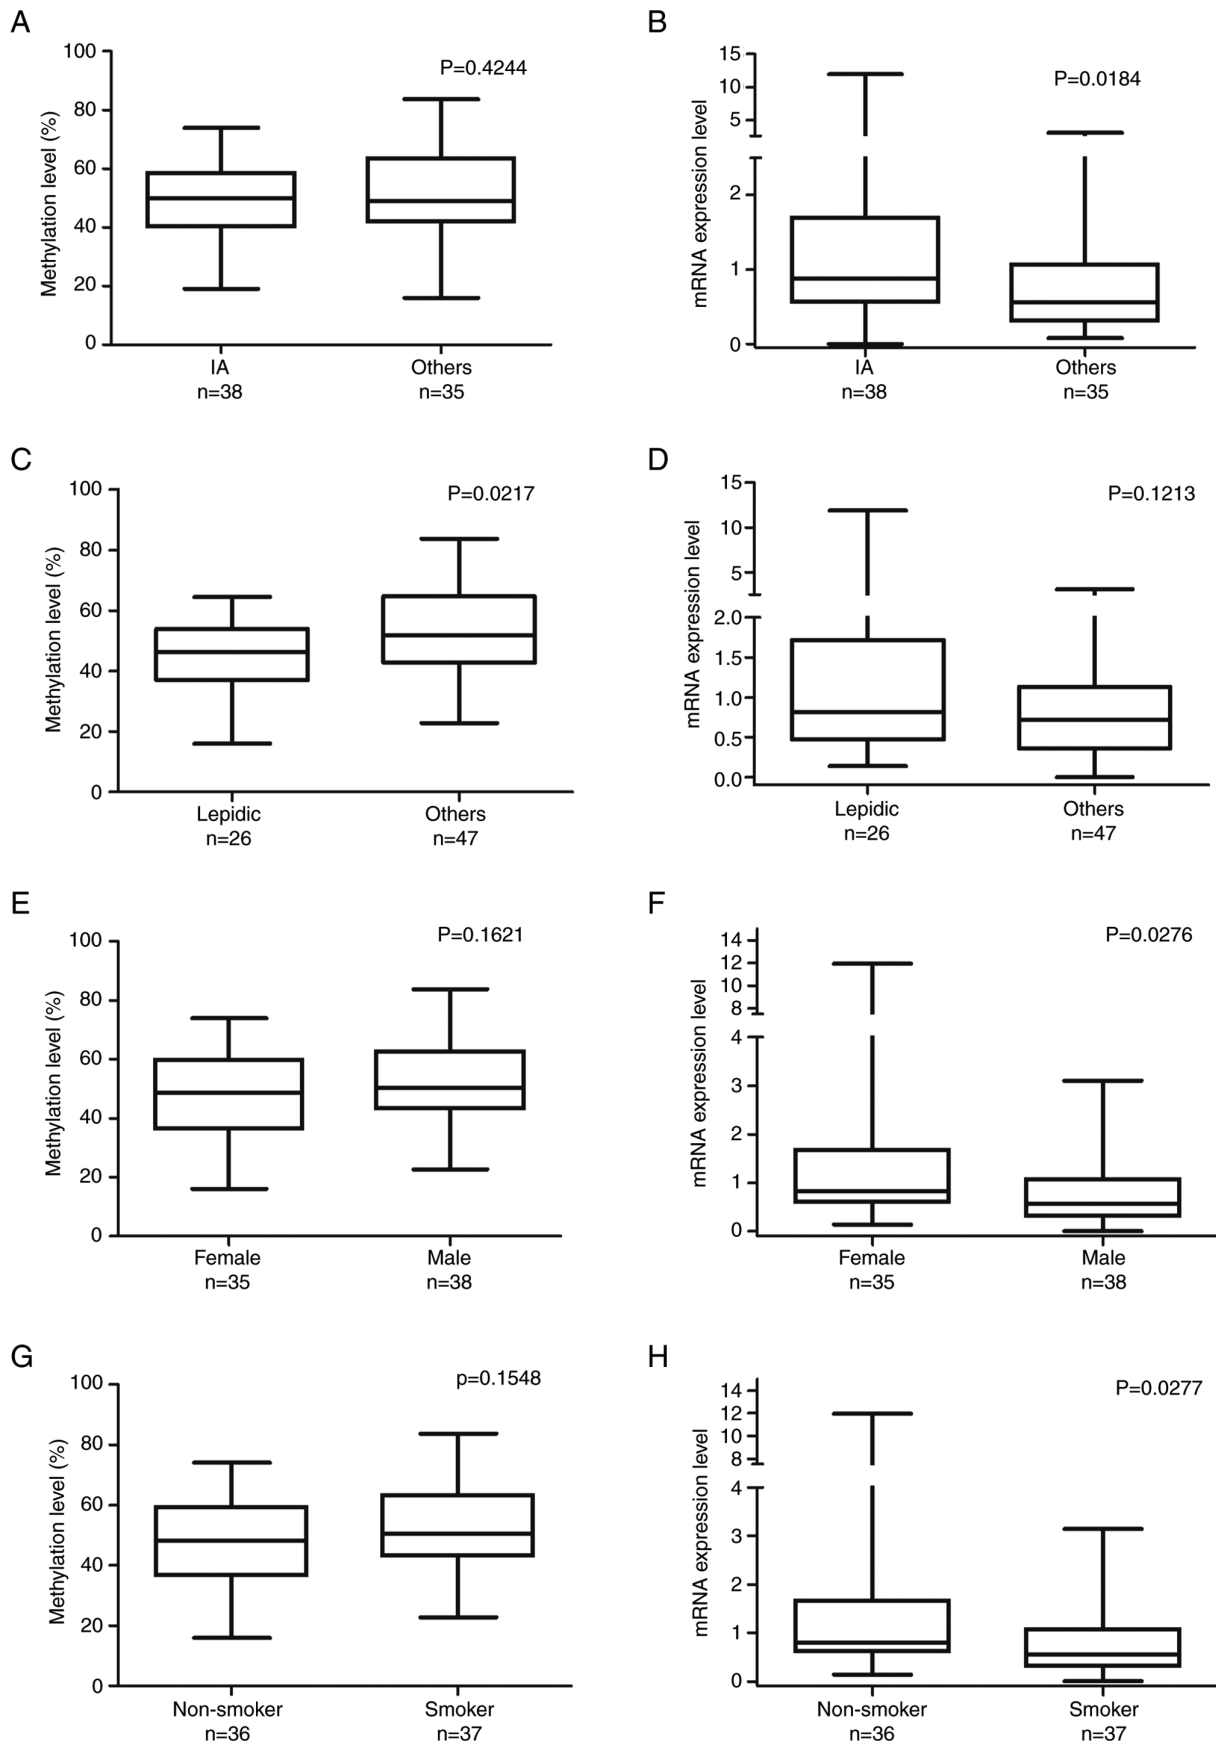 A
Methylation level (%)
100
80
60
40
20
0
P=0.4244
IA
n=38
Others
n=35
B
mRNA expression level
15
10
5
2
1
0
P=0.0184
IA
n=38
Others
n=35
C
Methylation level (%)
100
80
60
40
20
0
P=0.0217
Lepidic
n=26
Others
n=47
D
mRNA expression level
15
10
5
2.0
1.5
1.0
0.5
0.0
P=0.1213
Lepidic
n=26
Others
n=47
E
Methylation level (%)
100
80
60
40
20
0
P=0.1621
Female
n=35
Male
n=38
F
mRNA expression level
14
12
10
8
4
3
2
1
0
P=0.0276
Female
n=35
Male
n=38
G
Methylation level (%)
100
80
60
40
20
0
p=0.1548
Non-smoker
n=36
Smoker
n=37
H
mRNA expression level
14
12
10
8
4
3
2
1
0
P=0.0277
Non-smoker
n=36
Smoker
n=37